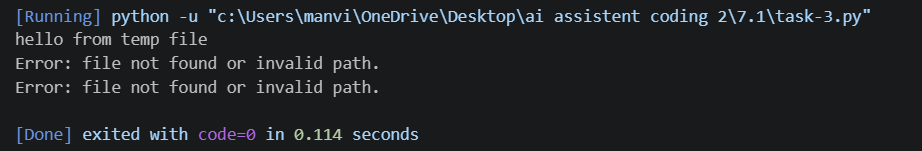 [Running] python -u "c:\Users\manvi\OneDrive\Desktop\ai assistent coding 2\7.1\task-3.py"
hello from temp file
Error: file not found or invalid path.
Error: file not found or invalid path.
[Done] exited with code=0 in 0.114 seconds